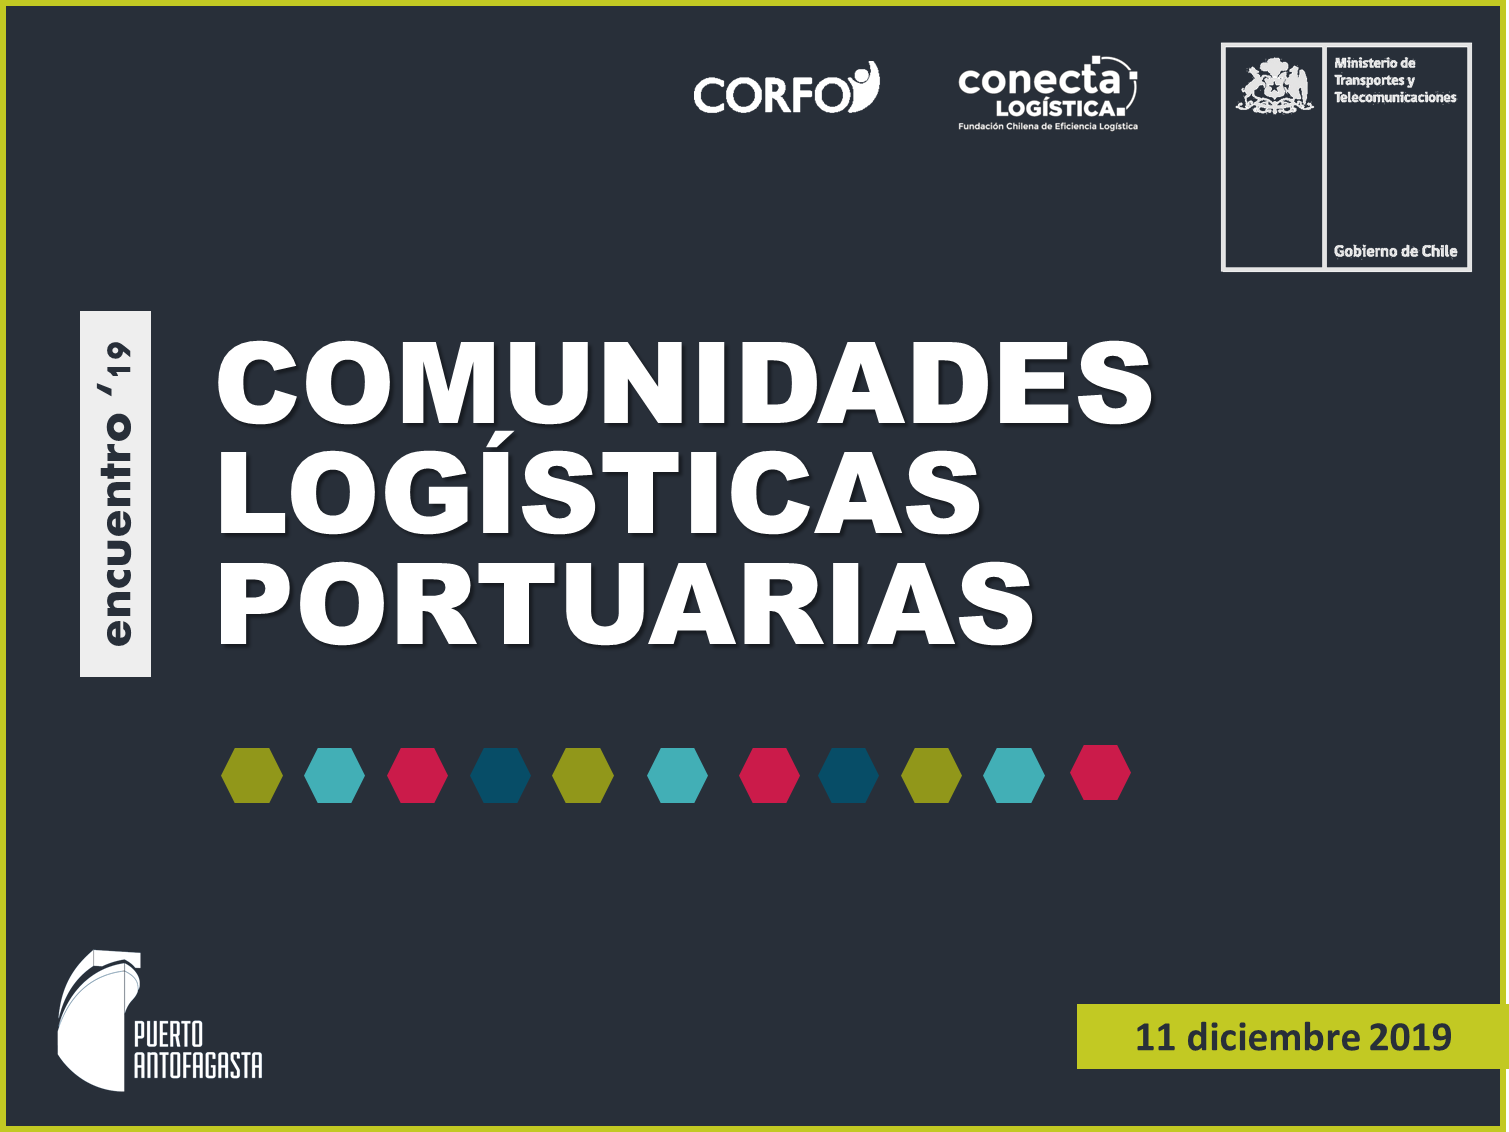 CORFO
conecta
LOGÍSTICA
Fundación Chilena de Eficiencia Logística
Ministerio de
Transportes y
Telecomunicaciones
Gobierno de Chile
encuentro ‘19
COMUNIDADES
LOGÍSTICAS
PORTUARIAS
PUERTO
ANTOFAGASTA
11 diciembre 2019